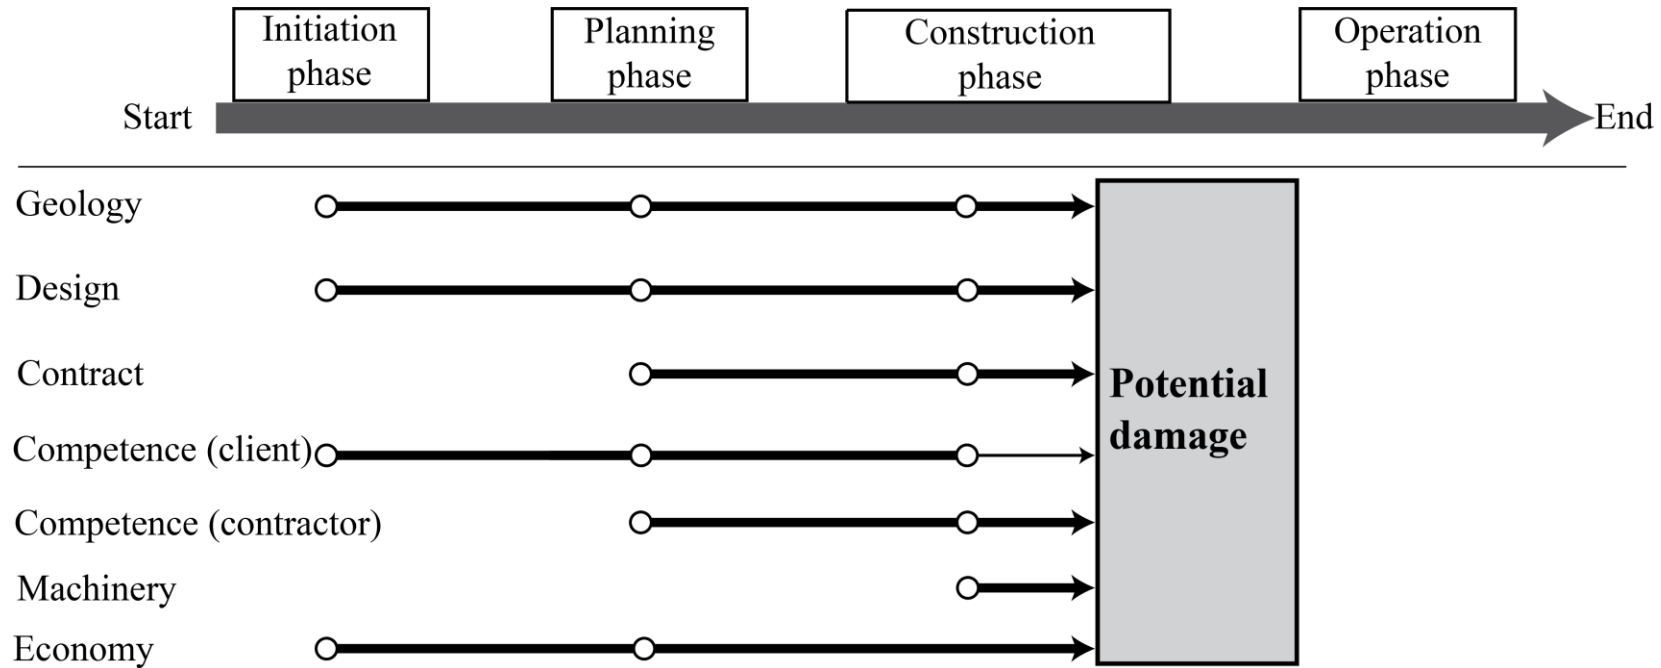 Initiation
phase
Planning
phase
Construction
phase
Operation
phase
Start
End
Geology
Design
Contract
Potential
damage
Competence (client)
Competence (contractor)
Machinery
Economy